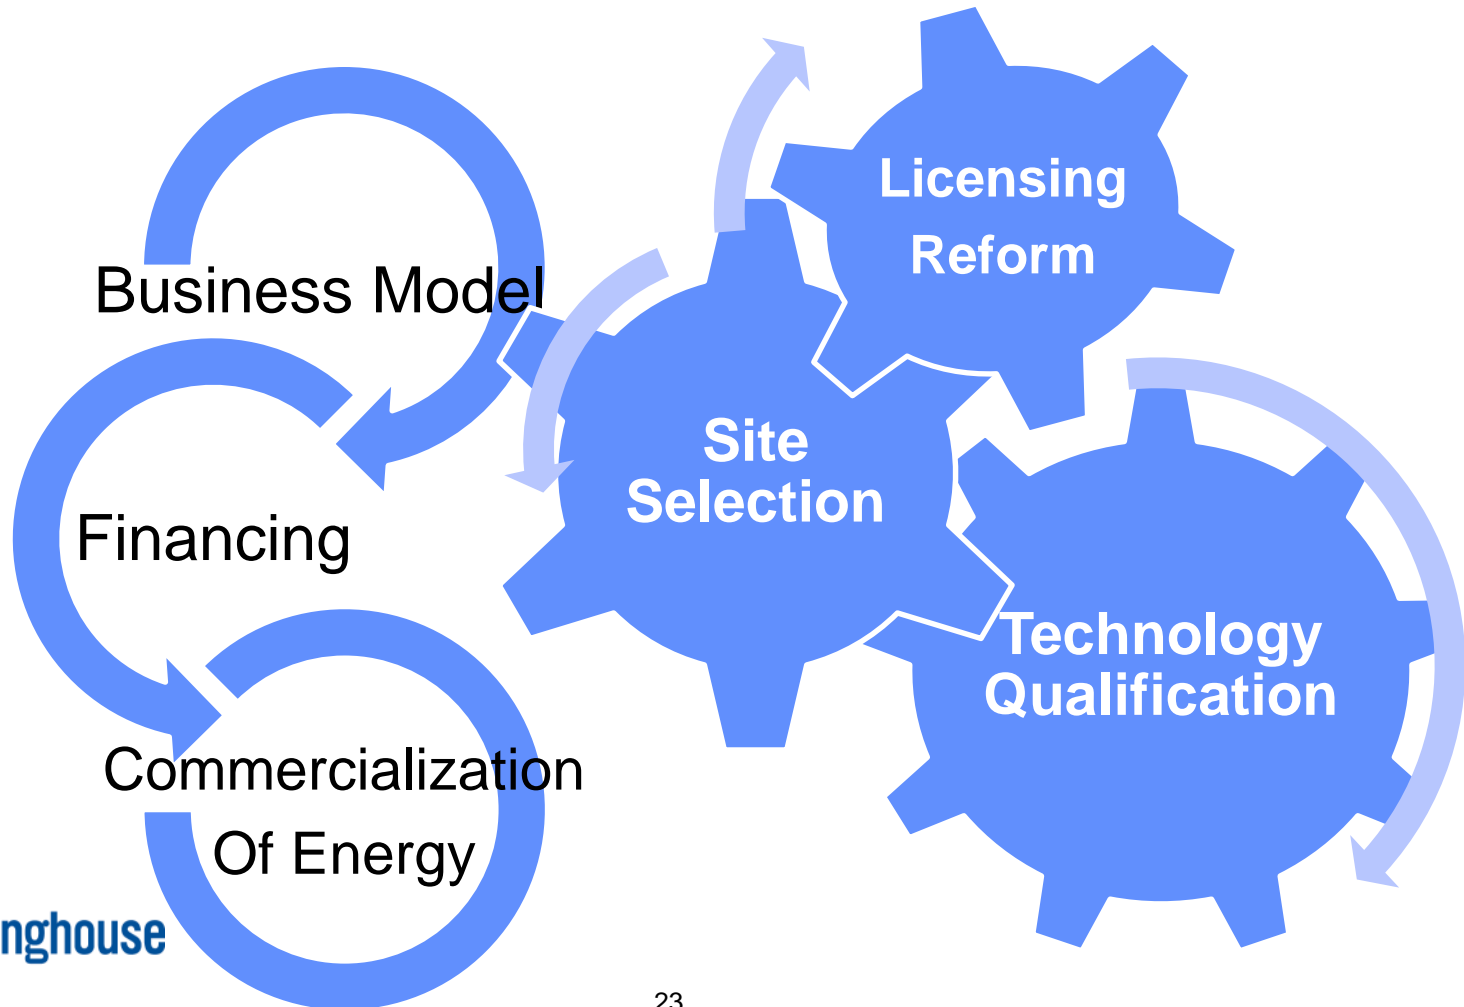 Business Model
Financing
Commercialization
Of Energy
Licensing
Reform
Site
Selection
Technology
Qualification
nghouse
23